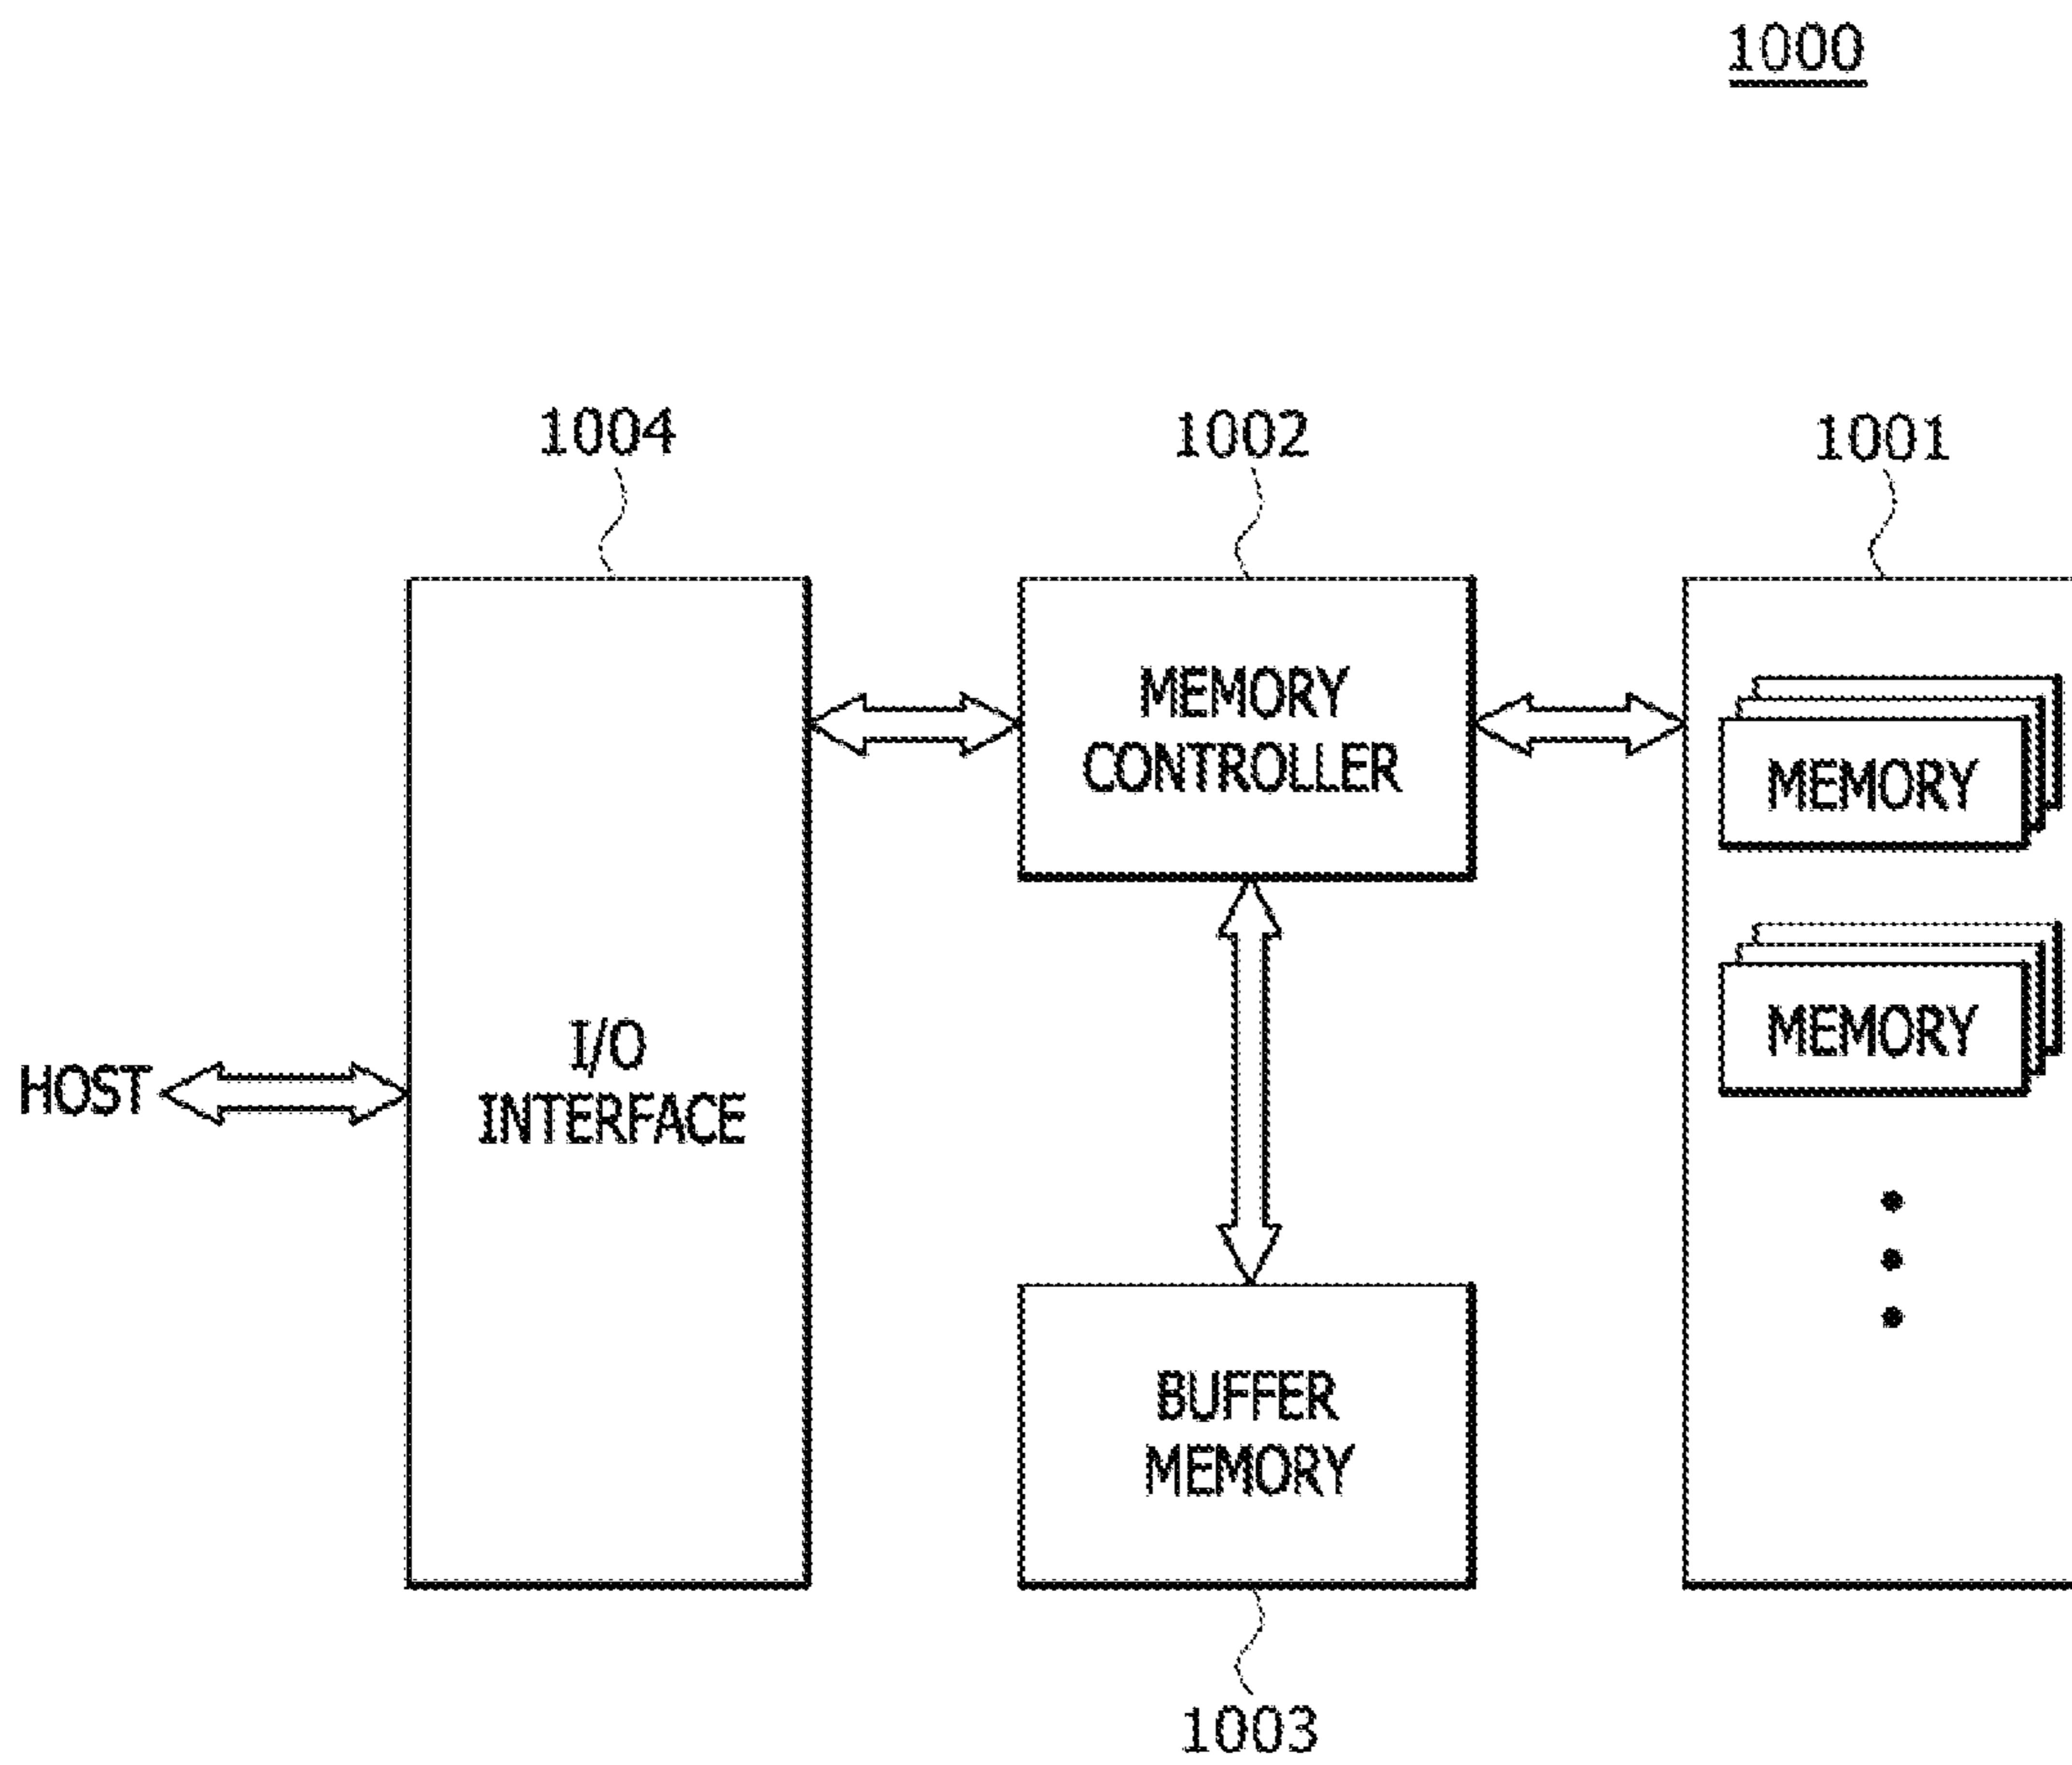 1000
1004
1002
1001
MEMORY
CONTROLLER
MEMORY
MEMORY
I/O
INTERFACE
HOST
BUFFER
MEMORY
1003